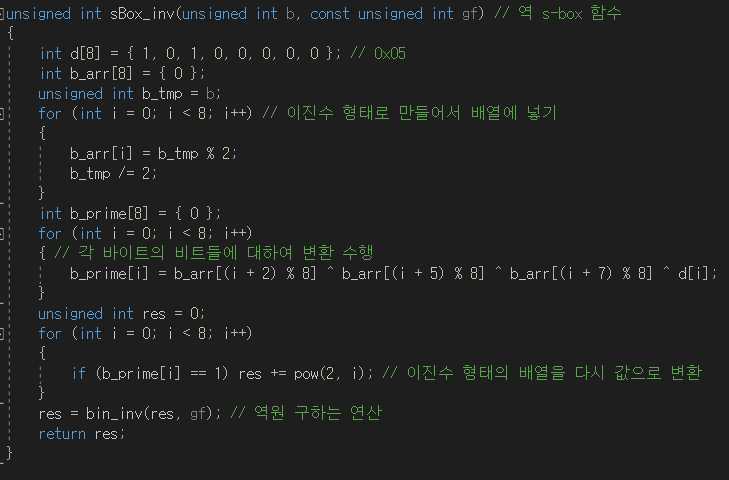 unsigned int sBox_inv(unsigned int b, const unsigned int gf) // 역 s-box 함수
{
int d[8] = { 1, 0, 1, 0, 0, 0, 0, 0 }; // 0x05
int b_arr[8] = { 0 };
unsigned int b_tmp = b;
for (int i = 0; i < 8; i++) // 이진수 형태로 만들어서 배열에 넣기
{
b_arr[i] = b_tmp % 2;
b_tmp /= 2;
}
int b_prime[8] = { 0 };
for (int i = 0; i < 8; i++)
{ // 각 바이트의 비트들에 대하여 변환 수행
b_prime[i] = b_arr[(i + 2) % 8] ^ b_arr[(i + 5) % 8] ^ b_arr[(i + 7) % 8] ^ d[i];
}
unsigned int res = 0;
for (int i = 0; i < 8; i++)
{
if (b_prime[i] == 1) res += pow(2, i); // 이진수 형태의 배열을 다시 값으로 변환
}
res = bin_inv(res, gf); // 역원 구하는 연산
return res;
}